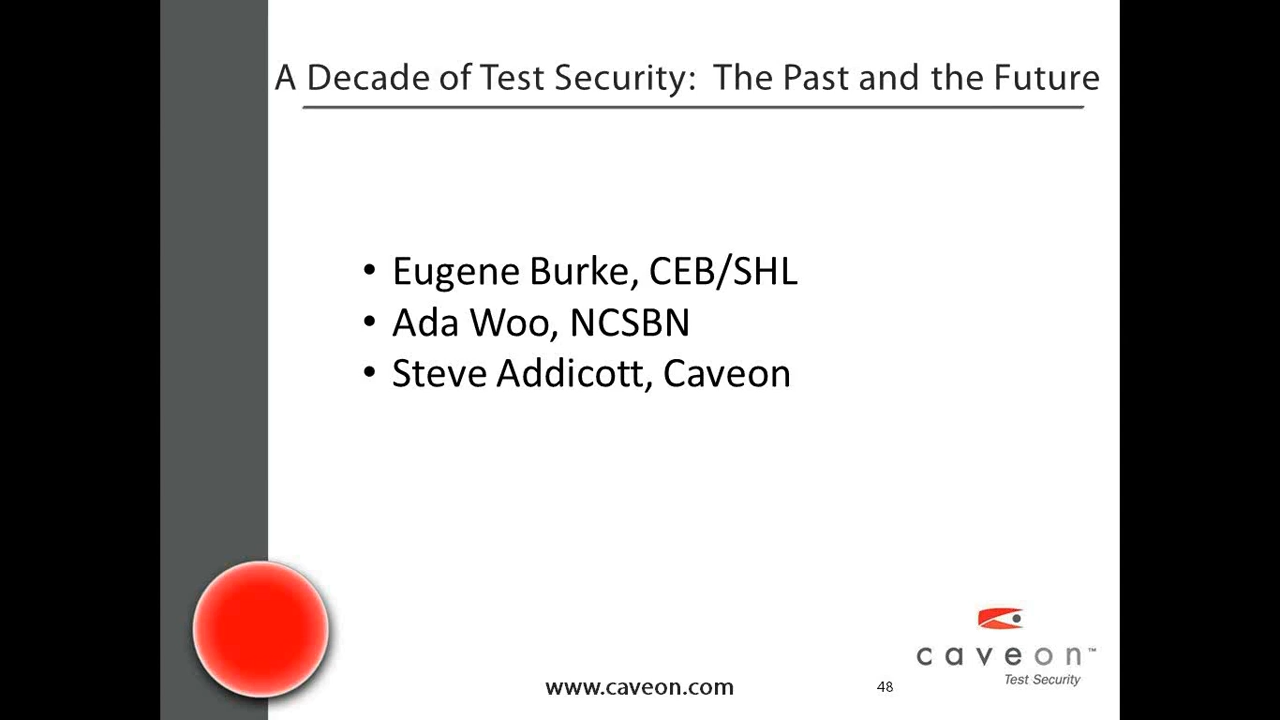 A Decade of Test Security: The Past and the Future
• Eugene Burke, CEB/SHL
• Ada Woo, NCSBN
• Steve Addicott, Caveon
caveon™
Test Security
www.caveon.com
48